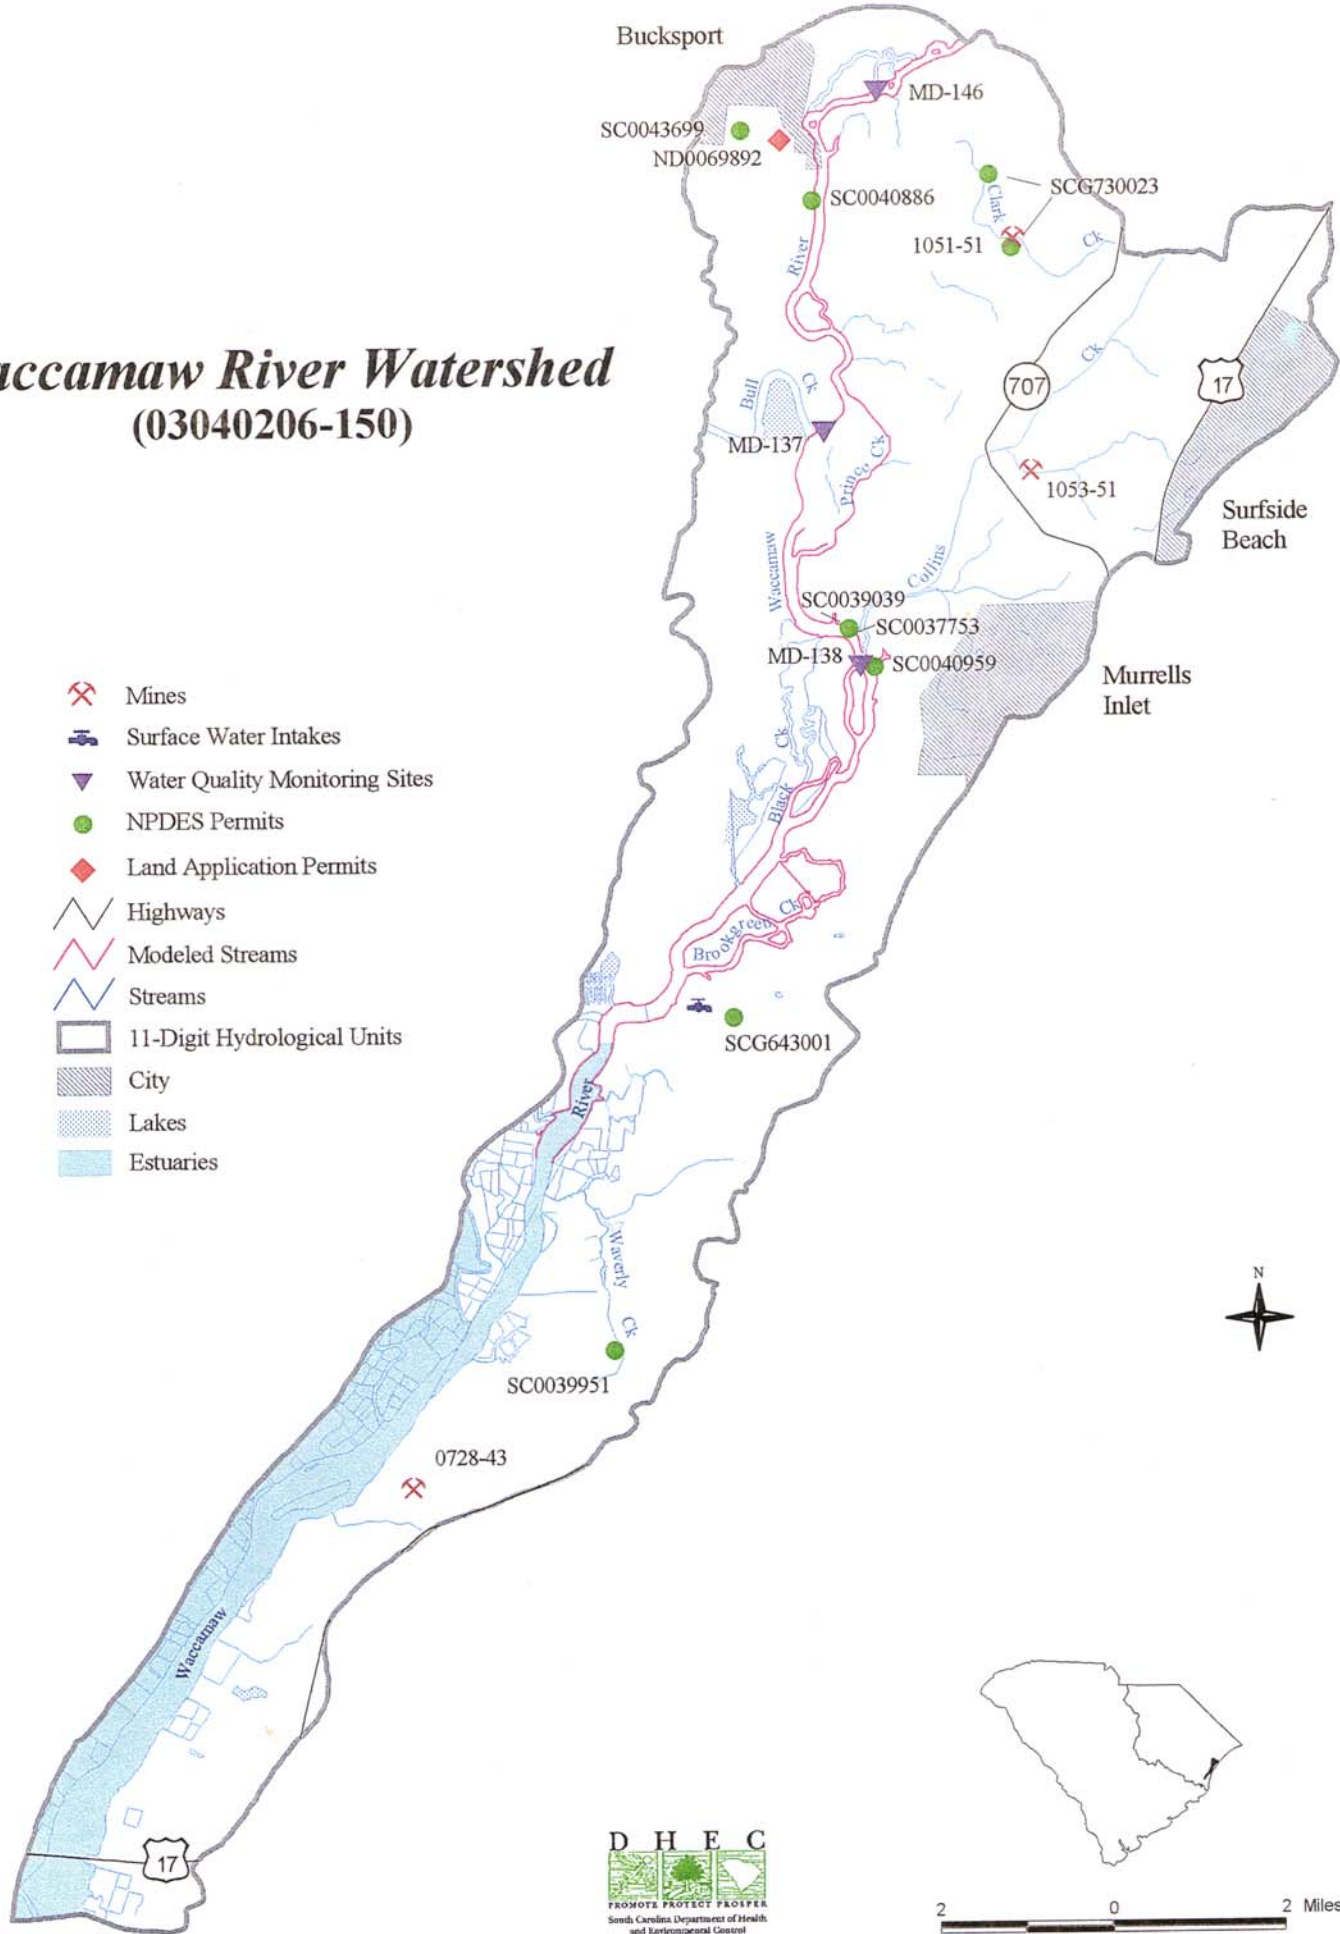 Bucksport
MD-146
SC0043699
ND0069892
SCG730023
SC0040886
Clark
1051-51
Ck
River
accamaw River Watershed
(03040206-150)
Ck
707
17
Bull
Ck
MD-137
Prince Ck
1053-51
Surfside
Beach
Waccamaw
Collins
SC0039039
SC0037753
MD-138
SC0040959
Murrells
Inlet
Mines
Surface Water Intakes
Ck
Water Quality Monitoring Sites
Black
NPDES Permits
Land Application Permits
Highways
Brookgreen Ck
Modeled Streams
Streams
11-Digit Hydrological Units
SCG643001
City
River
Lakes
Estuaries
Waverly
Ck
N
SC0039951
0728-43
Waccamaw
17
D H E C
PROMOTE PROTECT PROSPER
South Carolina Department of Health
and Environmental Control
2 0 2 Miles